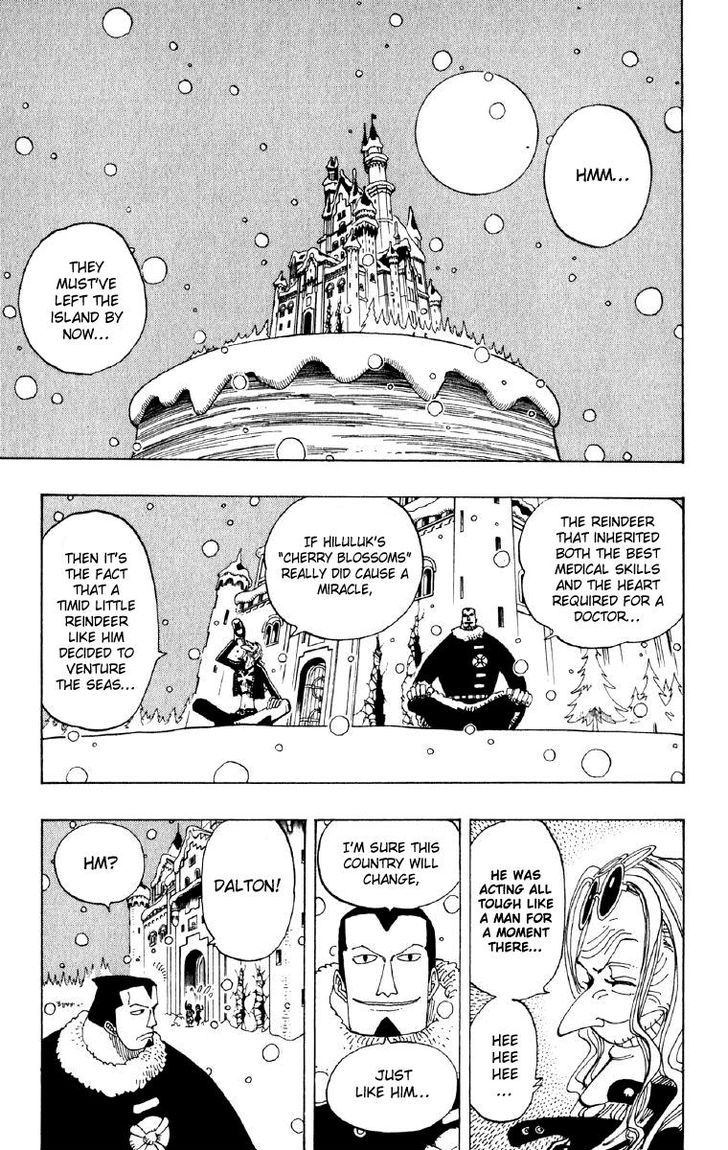 HMM...
THEY
MUST'VE
LEFT THE
ISLAND BY
NOW...
THE REINDEER
THAT INHERITED
BOTH THE BEST
MEDICAL SKILLS
AND THE HEART
REQUIRED FOR A
DOCTOR...
IF HILULUK'S
"CHERRY BLOSSOMS"
REALLY DID CAUSE A
MIRACLE,
THEN IT'S
THE FACT
THAT A
TIMID LITTLE
REINDEER
LIKE HIM
DECIDED TO
VENTURE
THE SEAS...
HE WAS
ACTING ALL
TOUGH LIKE
A MAN FOR
A MOMENT
THERE...
HEE
HEE
HEE
...
I'M SURE THIS
COUNTRY WILL
CHANGE,
JUST
LIKE HIM...
DALTON!
HM?